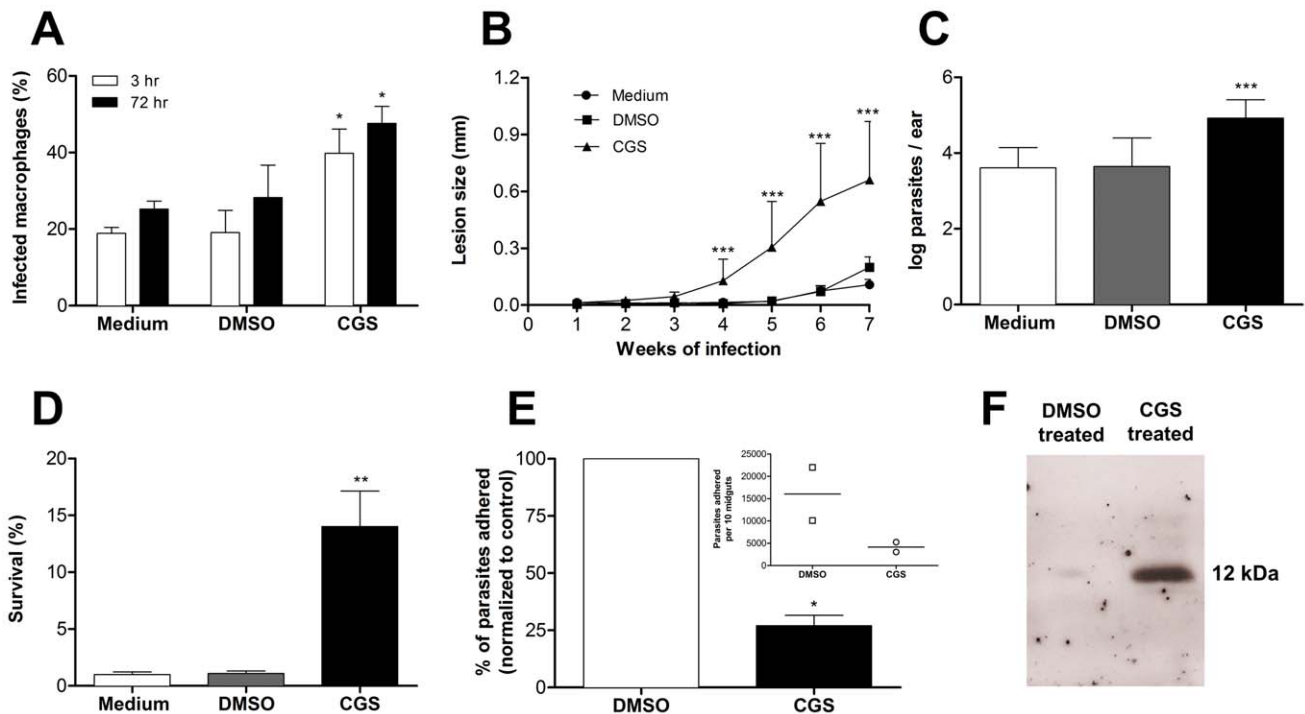 A
Infected macrophages (%)
60
40
20
0
3 hr
72 hr
*
*
Medium
DMSO
CGS
B
Lesion size (mm)
1.2
0.9
0.6
0.3
0.0
Medium
DMSO
CGS
***
***
***
***
0 1 2 3 4 5 6 7
Weeks of infection
C
log parasites / ear
6
4
2
0
***
Medium
DMSO
CGS
D
Survival (%)
20
15
10
5
0
**
Medium
DMSO
CGS
E
% of parasites adhered
(normalized to control)
100
75
50
25
0
*
DMSO
CGS
Parasites adhered
per 10 midguts
25000
20000
15000
10000
5000
0
DMSO
CGS
F
DMSO
treated
CGS
treated
12 kDa